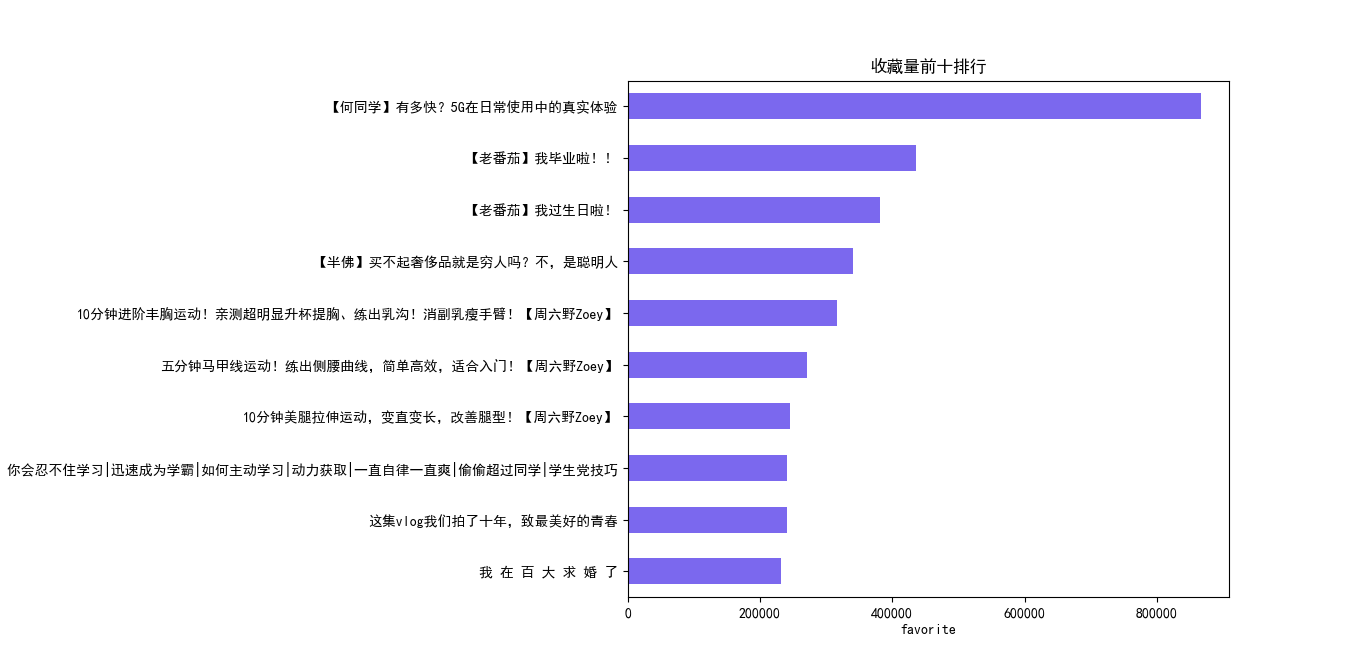 收藏量前十排行
【何同学】有多快？5G在日常使用中的真实体验
【老番茄】我毕业啦！！
【老番茄】我过生日啦！
【半佛】买不起奢侈品就是穷人吗？不，是聪明人
10分钟进阶丰胸运动！亲测超明显升杯提胸、练出乳沟！消副乳瘦手臂！【周六野Zoey】
五分钟马甲线运动！练出侧腰曲线，简单高效，适合入门！【周六野Zoey】
10分钟美腿拉伸运动，变直变长，改善腿型！【周六野Zoey】
你会忍不住学习|迅速成为学霸|如何主动学习|动力获取|一直自律一直爽|偷偷超过同学|学生党技巧
这集vlog我们拍了十年，致最美好的青春
我 在 百 大 求 婚 了
0 200000 400000 600000 800000
favorite